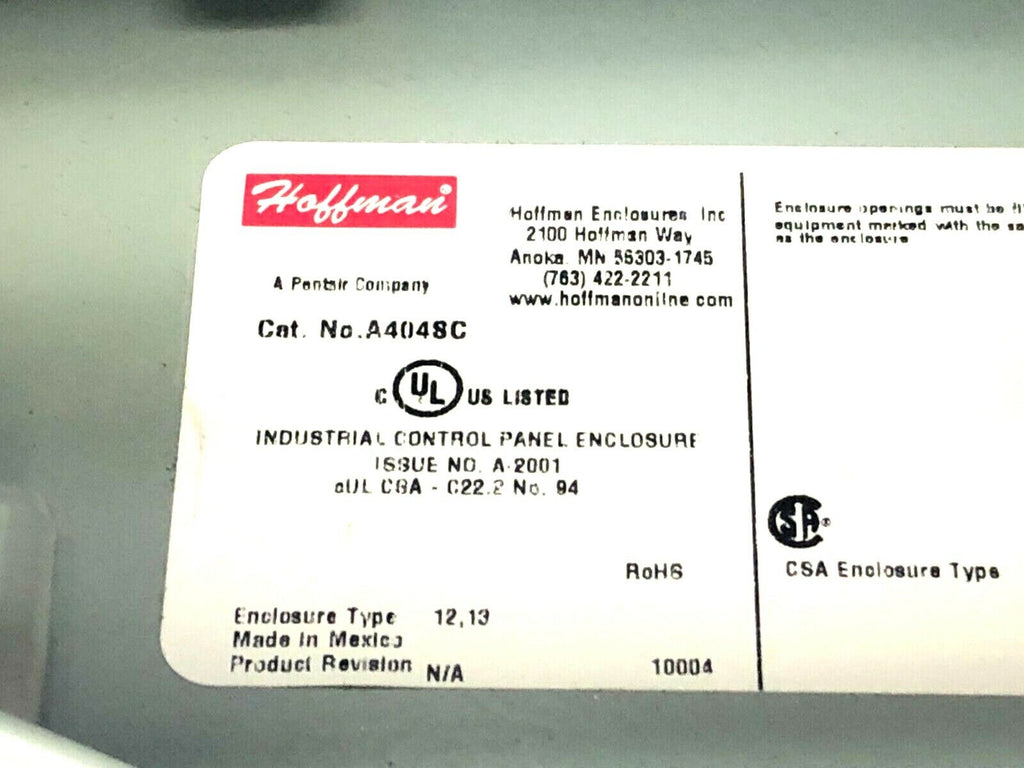 Hoffman®
A Pentair Company
Cat. No. A4048C
Hoffman Enclosures Inc
2100 Hoffman Way
Anoka, MN 55303-1745
(763) 422-2211
www.hoffmanonline.com
C UL US LISTED
INDUSTRIAL CONTROL PANEL ENCLOSURE
ISSUE NO. A-2001
cUL CSA - C22.2 No. 94
RoHS
Enclosure Type 12,13
Made In Mexico
Product Revision N/A 10004
Enclosure openings must be
equipment marked with the
as the enclosure
SA®
CSA Enclosure Type